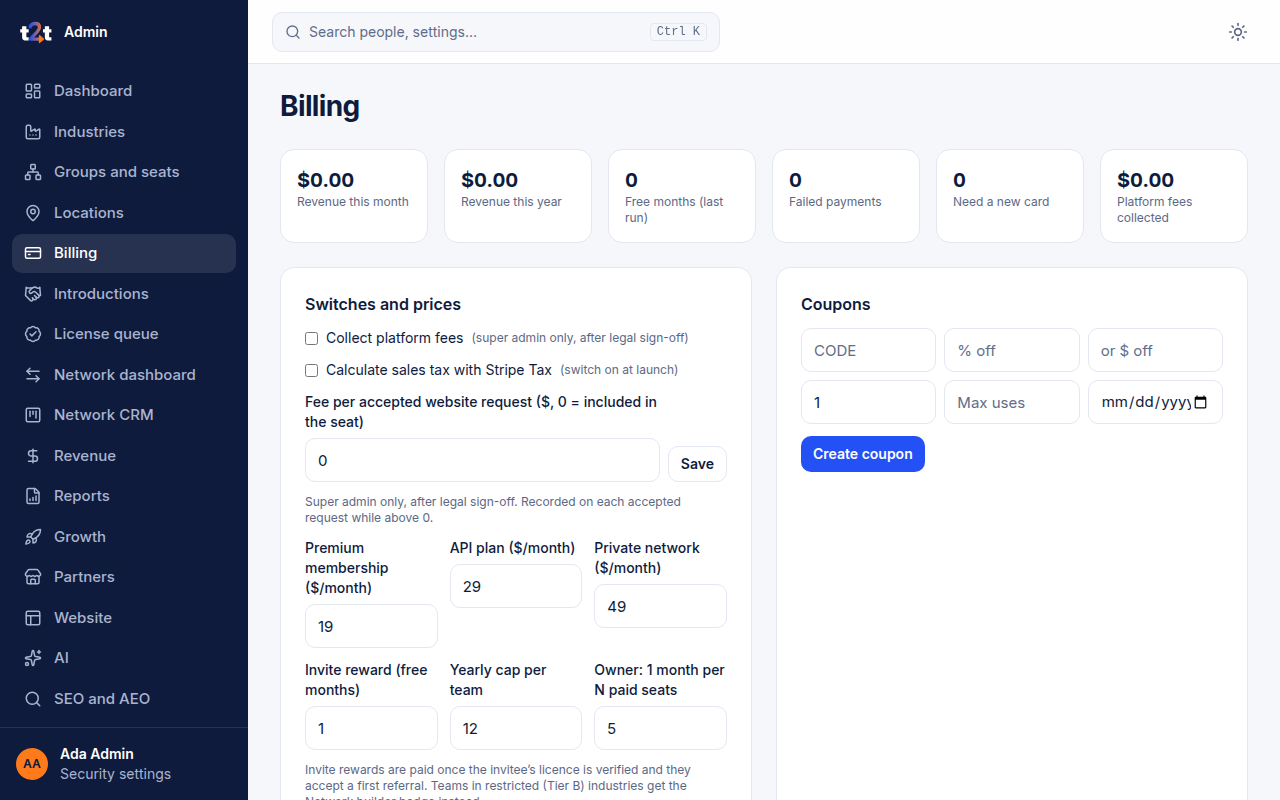 t2t Admin
Search people, settings... Ctrl K
Dashboard
Industries
Groups and seats
Locations
Billing
Introductions
License queue
Network dashboard
Network CRM
Revenue
Reports
Growth
Partners
Website
AI
SEO and AEO
AA
Ada Admin
Security settings
Billing
$0.00
Revenue this month
$0.00
Revenue this year
0
Free months (last
run)
0
Failed payments
0
Need a new card
$0.00
Platform fees
collected
Switches and prices
Collect platform fees (super admin only, after legal sign-off)
Calculate sales tax with Stripe Tax (switch on at launch)
Fee per accepted website request ($, 0 = included in
the seat)
0 Save
Super admin only, after legal sign-off. Recorded on each accepted
request while above 0.
Premium
membership
($/month)
19
API plan ($/month)
29
Private network
($/month)
49
Invite reward (free
months)
1
Yearly cap per
team
12
Owner: 1 month per
N paid seats
5
Invite rewards are paid once the invitee's licence is verified and they
accept a first referral. Teams in restricted (Tier B) industries get the
Network builder badge instead.
Coupons
CODE % off or $ off
1 Max uses mm/dd/yyyy
Create coupon